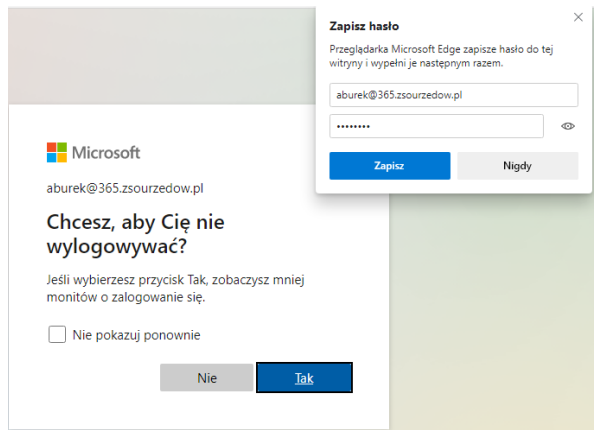 Zapisz hasło
Przeglądarka Microsoft Edge zapisze hasło do tej
witryny i wypełni je następnym razem.
aburek@365.zsourzedow.pl
••••••••
Zapisz
Nigdy
Microsoft
aburek@365.zsourzedow.pl
Chcesz, aby Cię nie
wylogowywać?
Jeśli wybierzesz przycisk Tak, zobaczysz mniej
monitów o zalogowanie się.
Nie pokazuj ponownie
Nie
Tak